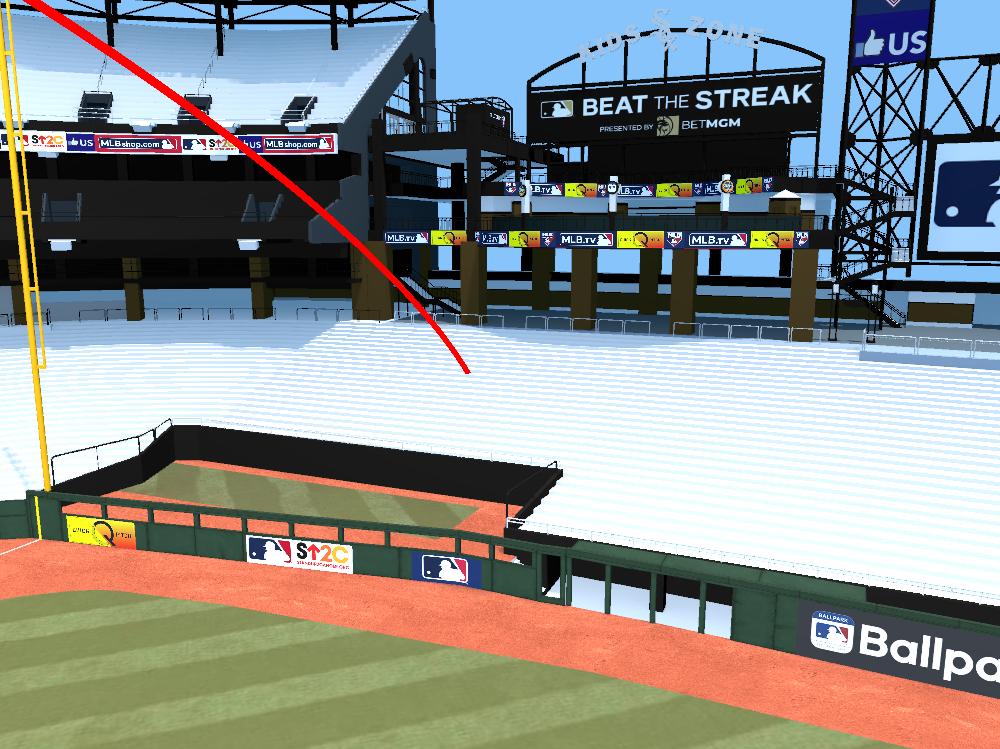 KIDS ZONE
US
BEAT THE STREAK
PRESENTED BY BETMGM
S↑2C
US
MLBshop.com
S↑2C
US
MLBshop.com
MLB.tv
MLB.tv
MLB.tv
MLB.tv
MLB.tv
MLB.tv
S↑2C
STANDUPTOCANCER.ORG
BALLPARK
Ballpa